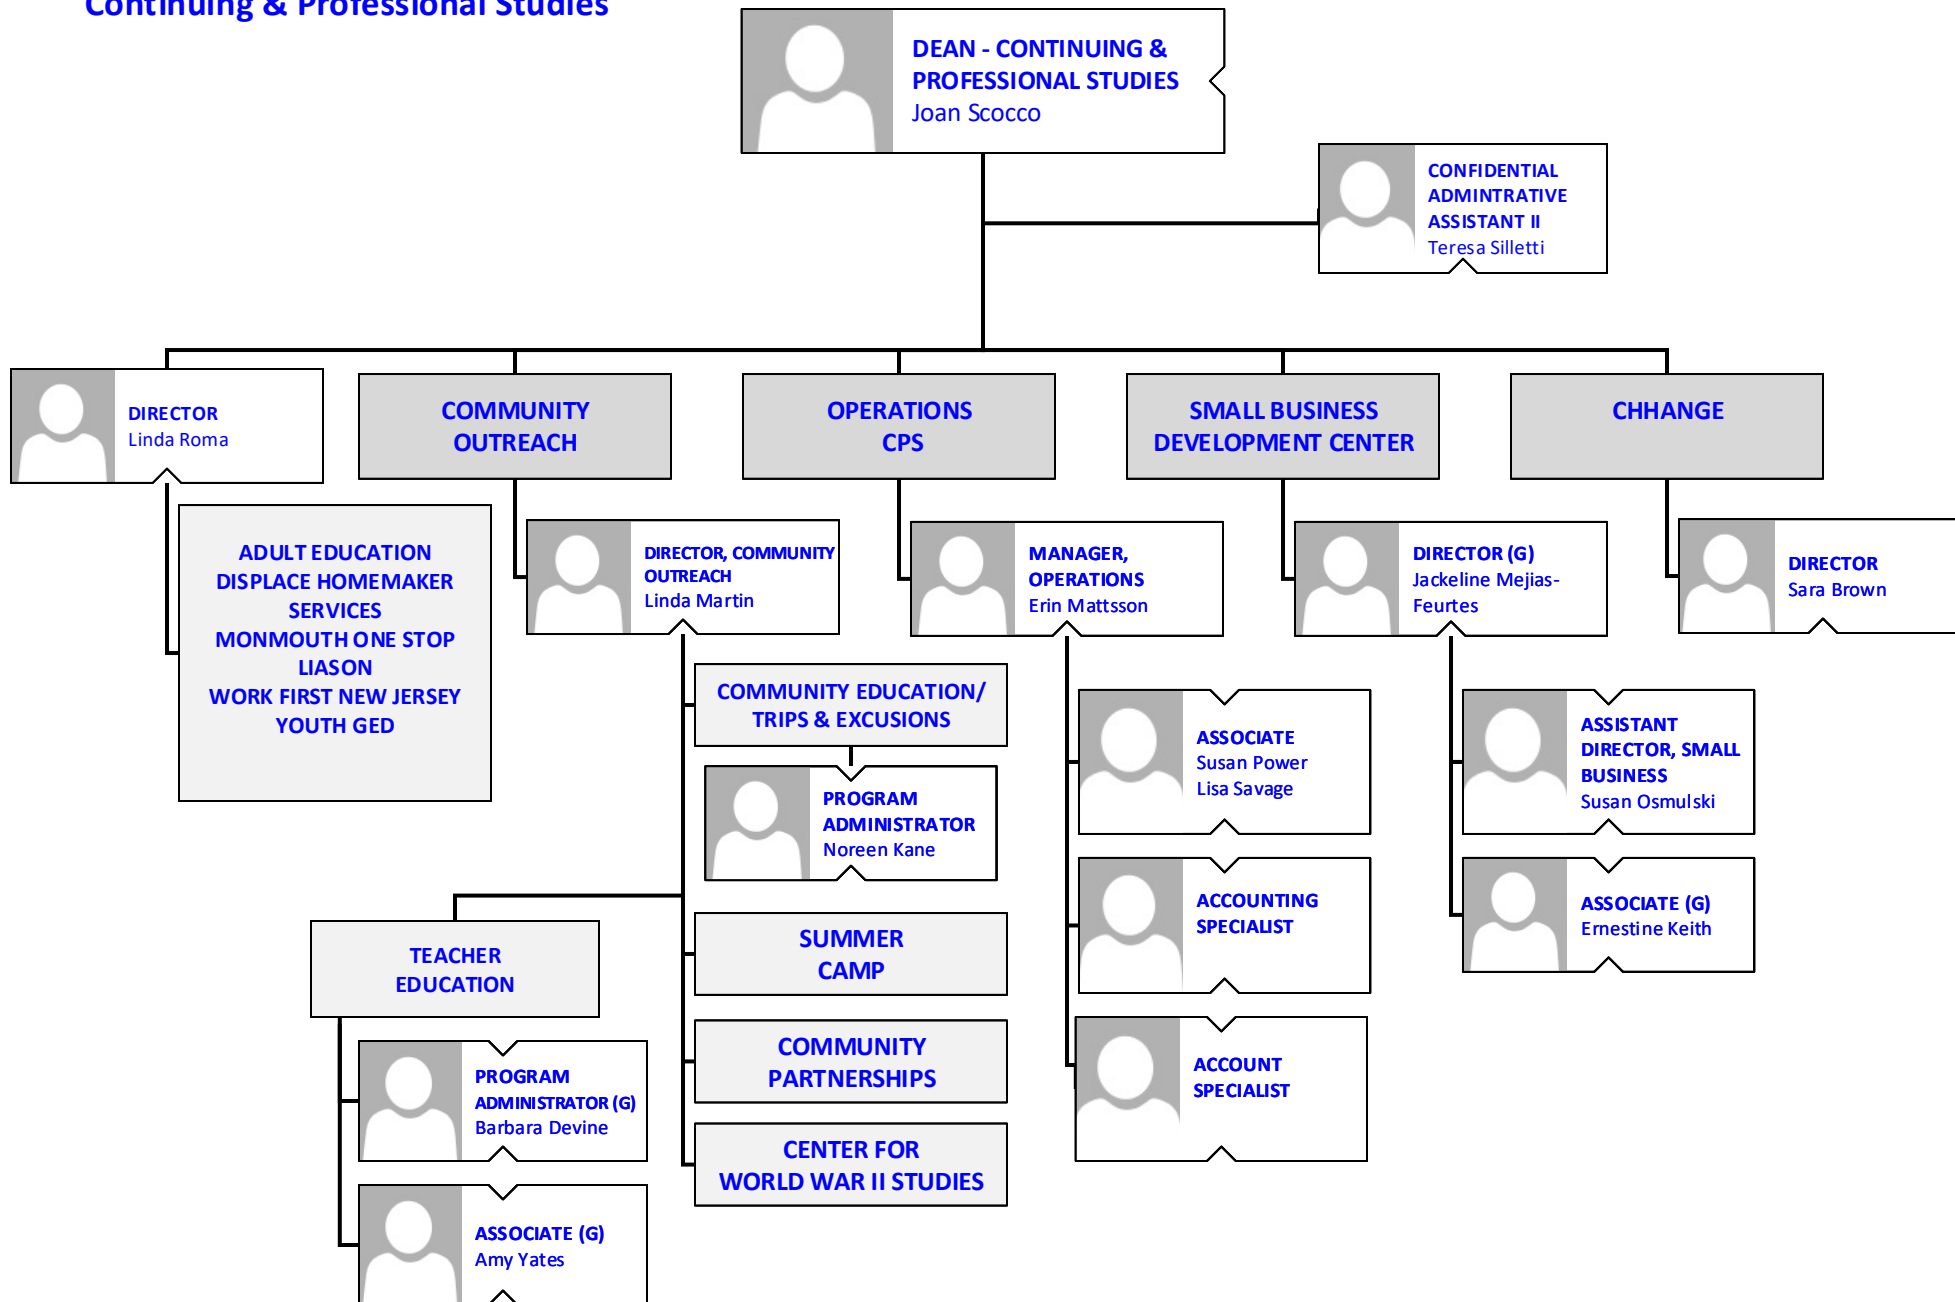 Continuing & Professional Studies
DEAN - CONTINUING &
PROFESSIONAL STUDIES
Joan Scocco
CONFIDENTIAL
ADMINTRATIVE
ASSISTANT II
Teresa Silletti
DIRECTOR
Linda Roma
COMMUNITY
OUTREACH
OPERATIONS
CPS
SMALL BUSINESS
DEVELOPMENT CENTER
CHHANGE
ADULT EDUCATION
DISPLACE HOMEMAKER
SERVICES
MONMOUTH ONE STOP
LIASON
WORK FIRST NEW JERSEY
YOUTH GED
DIRECTOR, COMMUNITY
OUTREACH
Linda Martin
MANAGER,
OPERATIONS
Erin Mattsson
DIRECTOR (G)
Jackeline Mejias-
Feurtes
DIRECTOR
Sara Brown
COMMUNITY EDUCATION/
TRIPS & EXCUSIONS
PROGRAM
ADMINISTRATOR
Noreen Kane
ASSOCIATE
Susan Power
Lisa Savage
ASSISTANT
DIRECTOR, SMALL
BUSINESS
Susan Osmulski
ACCOUNTING
SPECIALIST
ASSOCIATE (G)
Ernestine Keith
TEACHER
EDUCATION
SUMMER
CAMP
COMMUNITY
PARTNERSHIPS
ACCOUNT
SPECIALIST
PROGRAM
ADMINISTRATOR (G)
Barbara Devine
CENTER FOR
WORLD WAR II STUDIES
ASSOCIATE (G)
Amy Yates